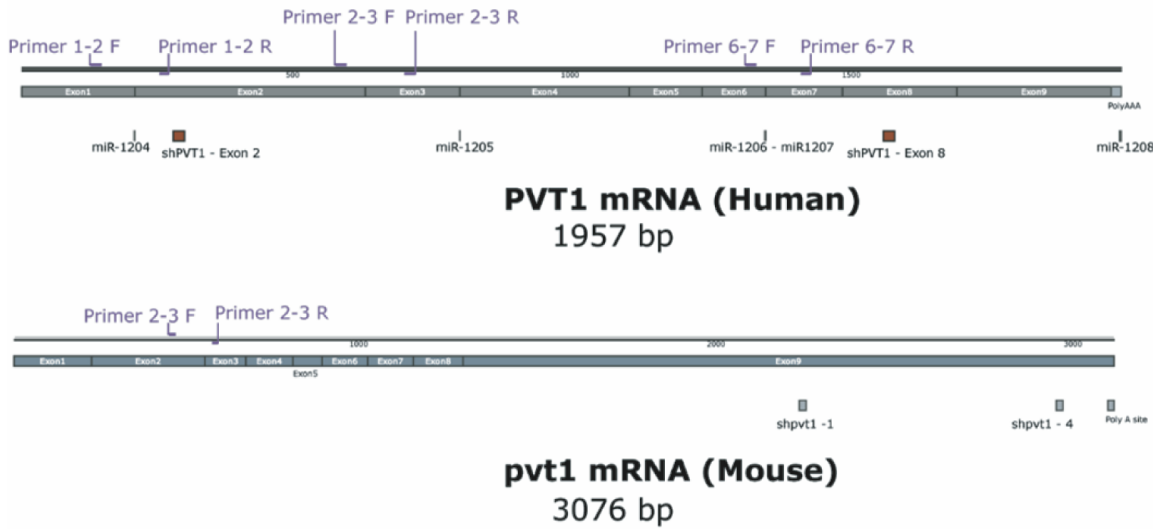 Primer 2-3 F Primer 2-3 R
Primer 1-2 F Primer 1-2 R Primer 6-7 F Primer 6-7 R
500 1000 1500
Exon1 Exon2 Exon3 Exon4 Exon5 Exon6 Exon7 Exon8 Exon9
PolyAAA
miR-1204 shPVT1 - Exon 2 miR-1205 miR-1206 - miR1207 shPVT1 - Exon 8 miR-1208
PVT1 mRNA (Human)
1957 bp
Primer 2-3 F Primer 2-3 R
1000 2000 3000
Exon1 Exon2 Exon3 Exon4 Exon6 Exon7 Exon8 Exon9
Exon5
shpvt1 -1 shpvt1 - 4 Poly A site
pvt1 mRNA (Mouse)
3076 bp